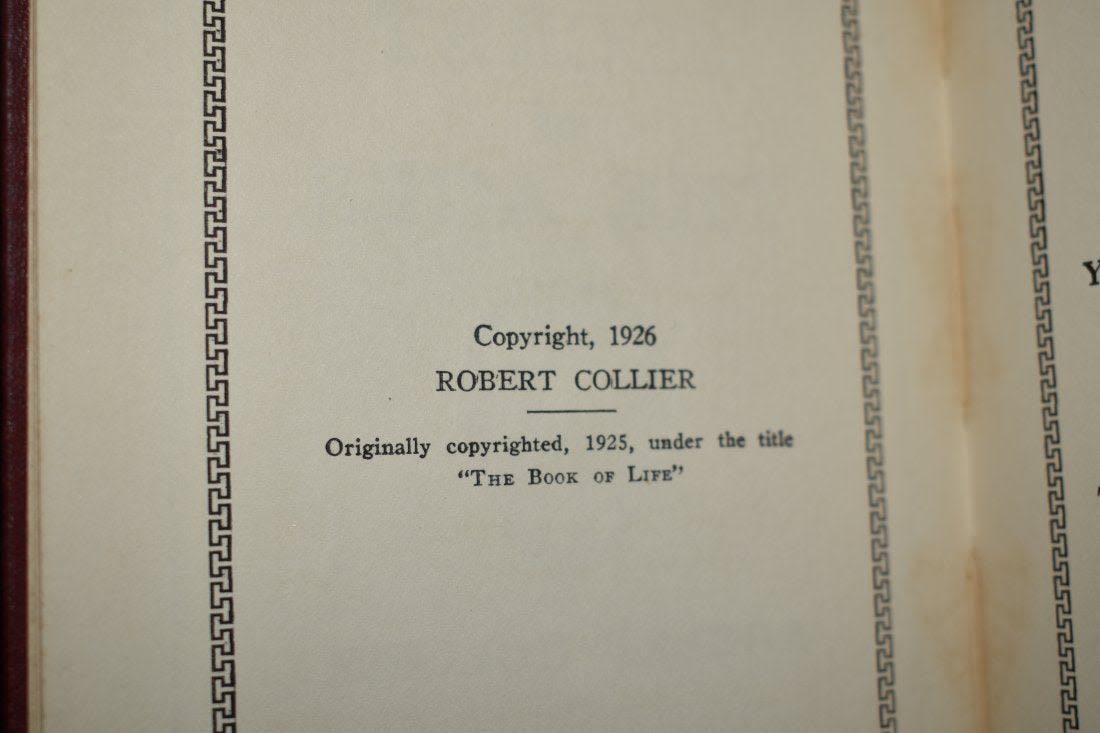 Copyright, 1926
ROBERT COLLIER
Originally copyrighted, 1925, under the title
"THE BOOK OF LIFE"
Y